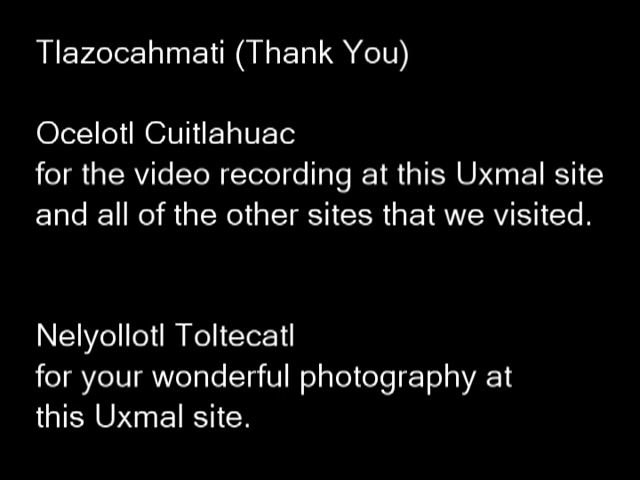 Tlazocahmati (Thank You)
Ocelotl Cuitlahuac
for the video recording at this Uxmal site
and all of the other sites that we visited.
Nelyollotl Toltecatl
for your wonderful photography at
this Uxmal site.